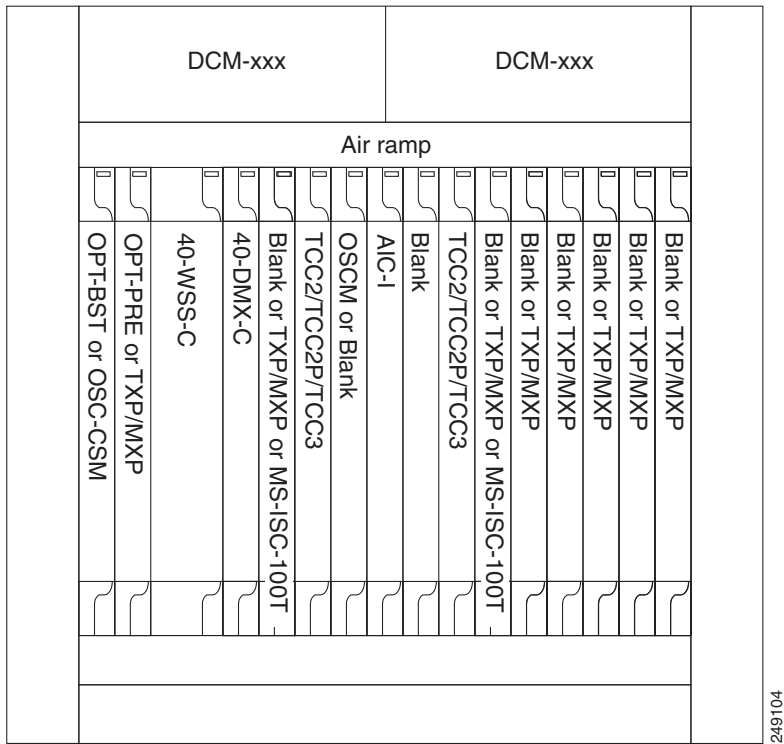 DCM-xxx
DCM-xxx
Air ramp
OPT-BST or OSC-CSM
OPT-PRE or TXP/MXP
40-WSS-C
40-DMX-C
Blank or TXP/MXP or MS-ISC-100T
TCC2/TCC2P/TCC3
OSCM or Blank
AIC-I
Blank
TCC2/TCC2P/TCC3
Blank or TXP/MXP or MS-ISC-100T
Blank or TXP/MXP
Blank or TXP/MXP
Blank or TXP/MXP
Blank or TXP/MXP
Blank or TXP/MXP
249104